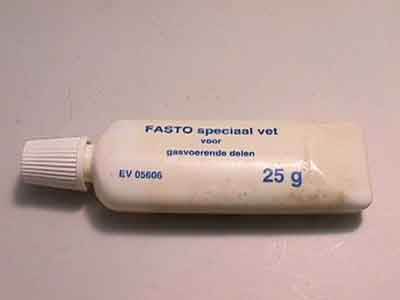 FASTO speciaal vet
voor
gasvoerende delen
EV 05606 25 g